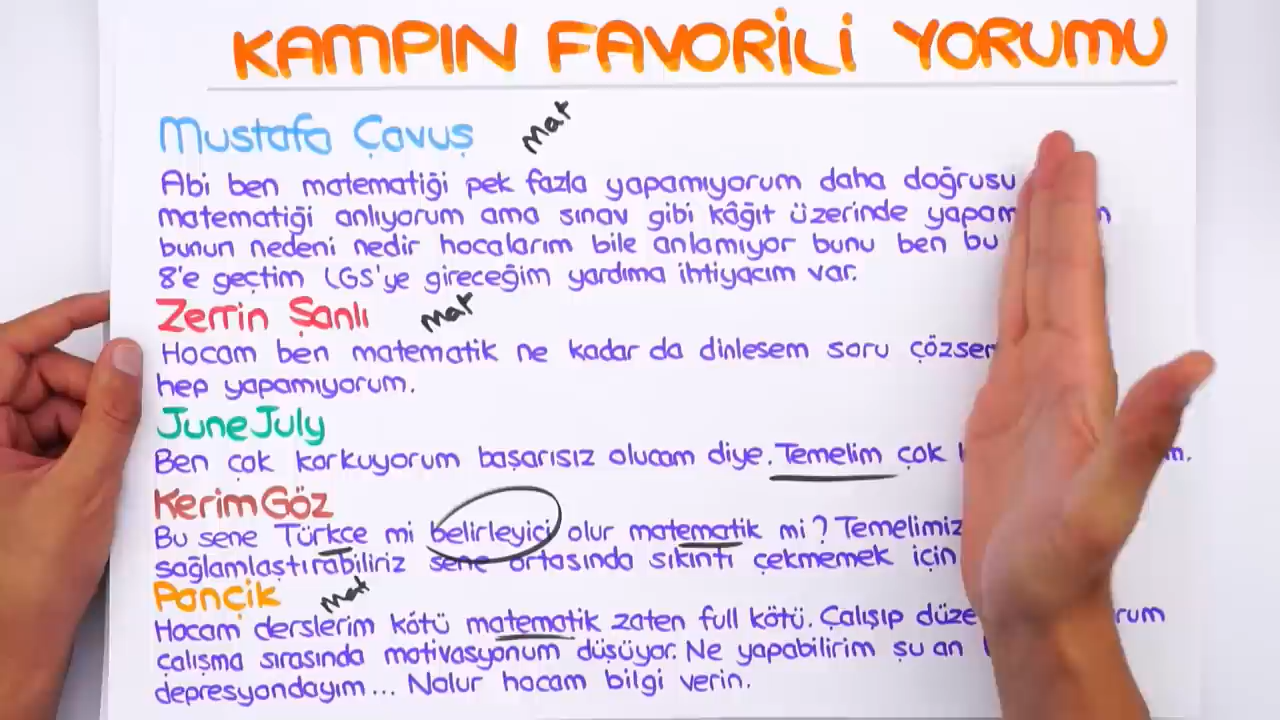 KAMPIN FAVORİLİ YORUMU
Mustafa Çavuş mat
Abi ben matematiği pek fazla yapamıyorum daha doğrusu
matematiği anlıyorum ama sınav gibi kâğıt üzerinde
bunun nedeni nedir hocalarım bile anlamıyor bunu ben bu
8'e geçtim LGS'ye gireceğim yardıma ihtiyacım var.
Zerrin Şanlı mat
Hocam ben matematik ne kadar da dinlesem soru
hep yapamıyorum.
JuneJuly
Ben çok korkuyorum başarısız olucam diye. Temelim çok
Kerim Göz
Bu sene Türkçe mi belirleyici olur matematik mi? Temelimiz
sağlamlaştırabiliriz sene ortasında sıkıntı çekmemek için
Pançik mat
Hocam derslerim kötü matematik zaten full kötü. Çalışıp
çalışma sırasında motivasyonum düşüyor. Ne yapabilirim şu an
depresyondayım... Nolur hocam bilgi verin.